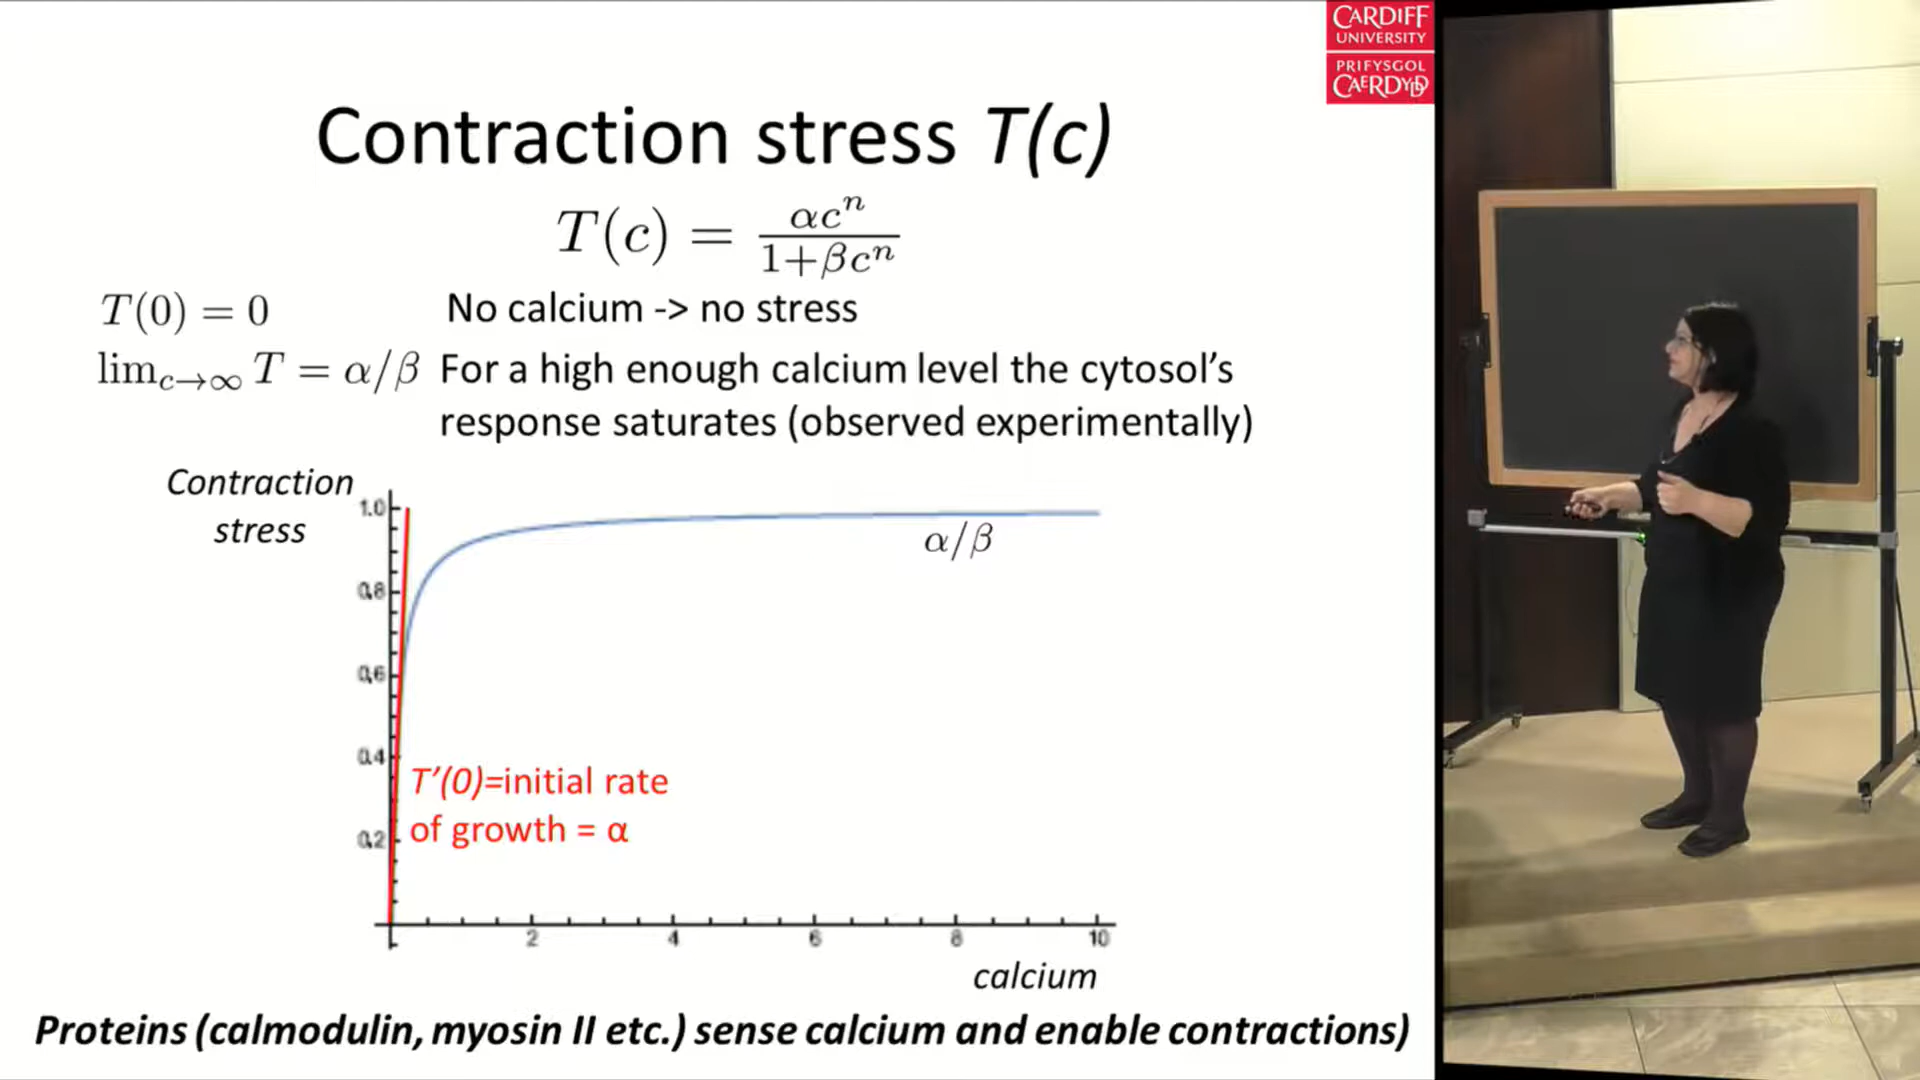 CARDIFF
UNIVERSITY
PRIFYSGOL
CAERDYDD
Contraction stress T(c)
T(c) = αcⁿ / 1+βcⁿ
T(0) = 0 No calcium -> no stress
lim_{c→∞} T = α/β For a high enough calcium level the cytosol's
response saturates (observed experimentally)
Contraction
stress
1.0
α/β
0.8
0.6
0.4
T'(0)=initial rate
of growth = α
0.2
2 4 6 8 10
calcium
Proteins (calmodulin, myosin II etc.) sense calcium and enable contractions)